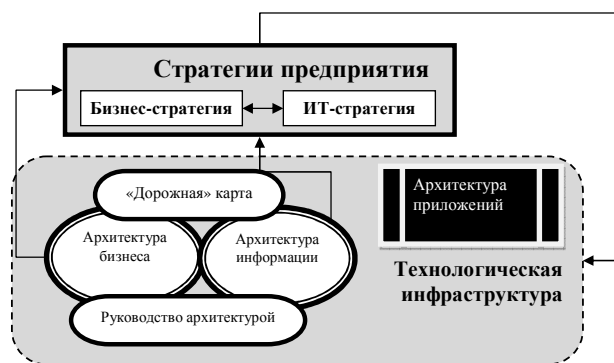 Стратегии предприятия
Бизнес-стратегия
ИТ-стратегия
«Дорожная» карта
Архитектура
бизнеса
Архитектура
информации
Руководство архитектурой
Архитектура
приложений
Технологическая
инфраструктура